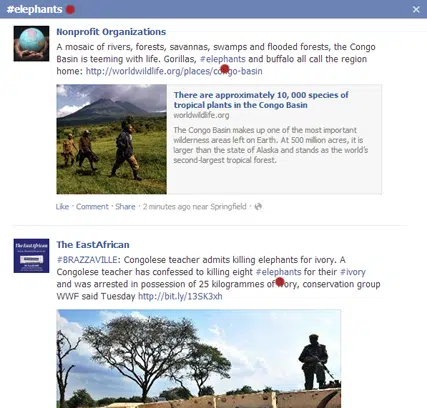 #elephants
Nonprofit Organizations
A mosaic of rivers, forests, savannas, swamps and flooded forests, the Congo
Basin is teeming with life. Gorillas, #elephants and buffalo all call the region
home: http://worldwildlife.org/places/congo-basin
There are approximately 10,000 species of
tropical plants in the Congo Basin
worldwildlife.org
The Congo Basin makes up one of the most important
wilderness areas left on Earth. At 500 million acres, it is
larger than the state of Alaska and stands as the world's
second-largest tropical forest.
Like · Comment · Share · 2 minutes ago near Springfield ·
The EastAfrican
The EastAfrican
#BRAZZAVILLE: Congolese teacher admits killing elephants for ivory. A
Congolese teacher has confessed to killing eight #elephants for their #ivory
and was arrested in possession of 25 kilogrammes of ivory, conservation group
WWF said Tuesday http://bit.ly/13SK3xh